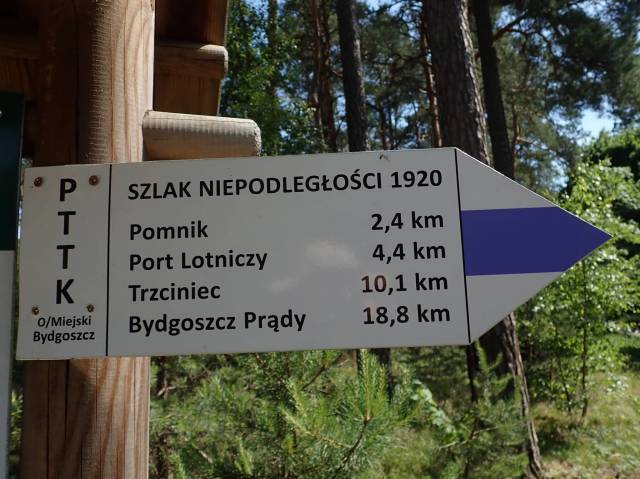 PTTK
O/Miejski
Bydgoszcz
SZLAK NIEPODLEGŁOŚCI 1920
Pomnik 2,4 km
Port Lotniczy 4,4 km
Trzciniec 10,1 km
Bydgoszcz Prądy 18,8 km